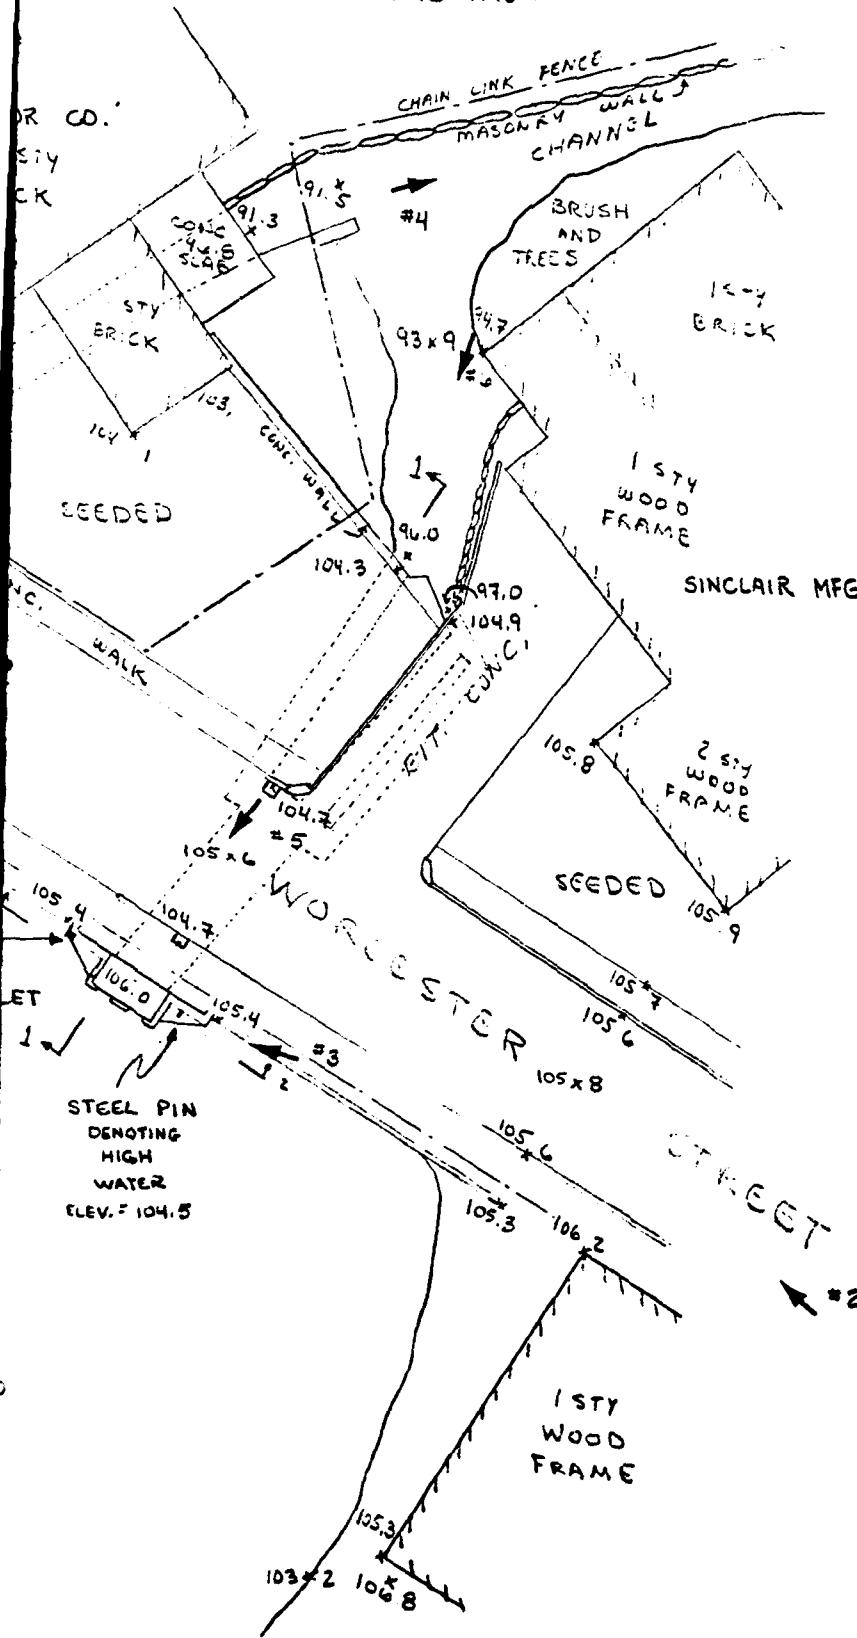 OR CO.
STY
CK
CHAIN LINK FENCE
MASONRY WALL
CHANNEL
91.5
#4
91.3
CONC
SLAB
BRUSH
AND
TREES
STY
BRICK
1 STY
BRICK
94.7
93x9
#6
103.
104
1
CONC. WALL
1
SEEDED
1 STY
WOOD
FRAME
96.0
104.3
SINCLAIR MFG
97.0
104.9
NC.
WALK
BIT. CONC.
105.8
2 STY
WOOD
FRAME
104.7
#5
105x6
SEEDED
105.9
105.4
104.7
WORCESTER
105.7
105.6
106.0
105.4
LET
1
#3
2
105x8
STEEL PIN
DENOTING
HIGH
WATER
ELEV. = 104.5
105.6
STREET
105.3
106.2
#2
1 STY
WOOD
FRAME
105.3
103x2
106.8